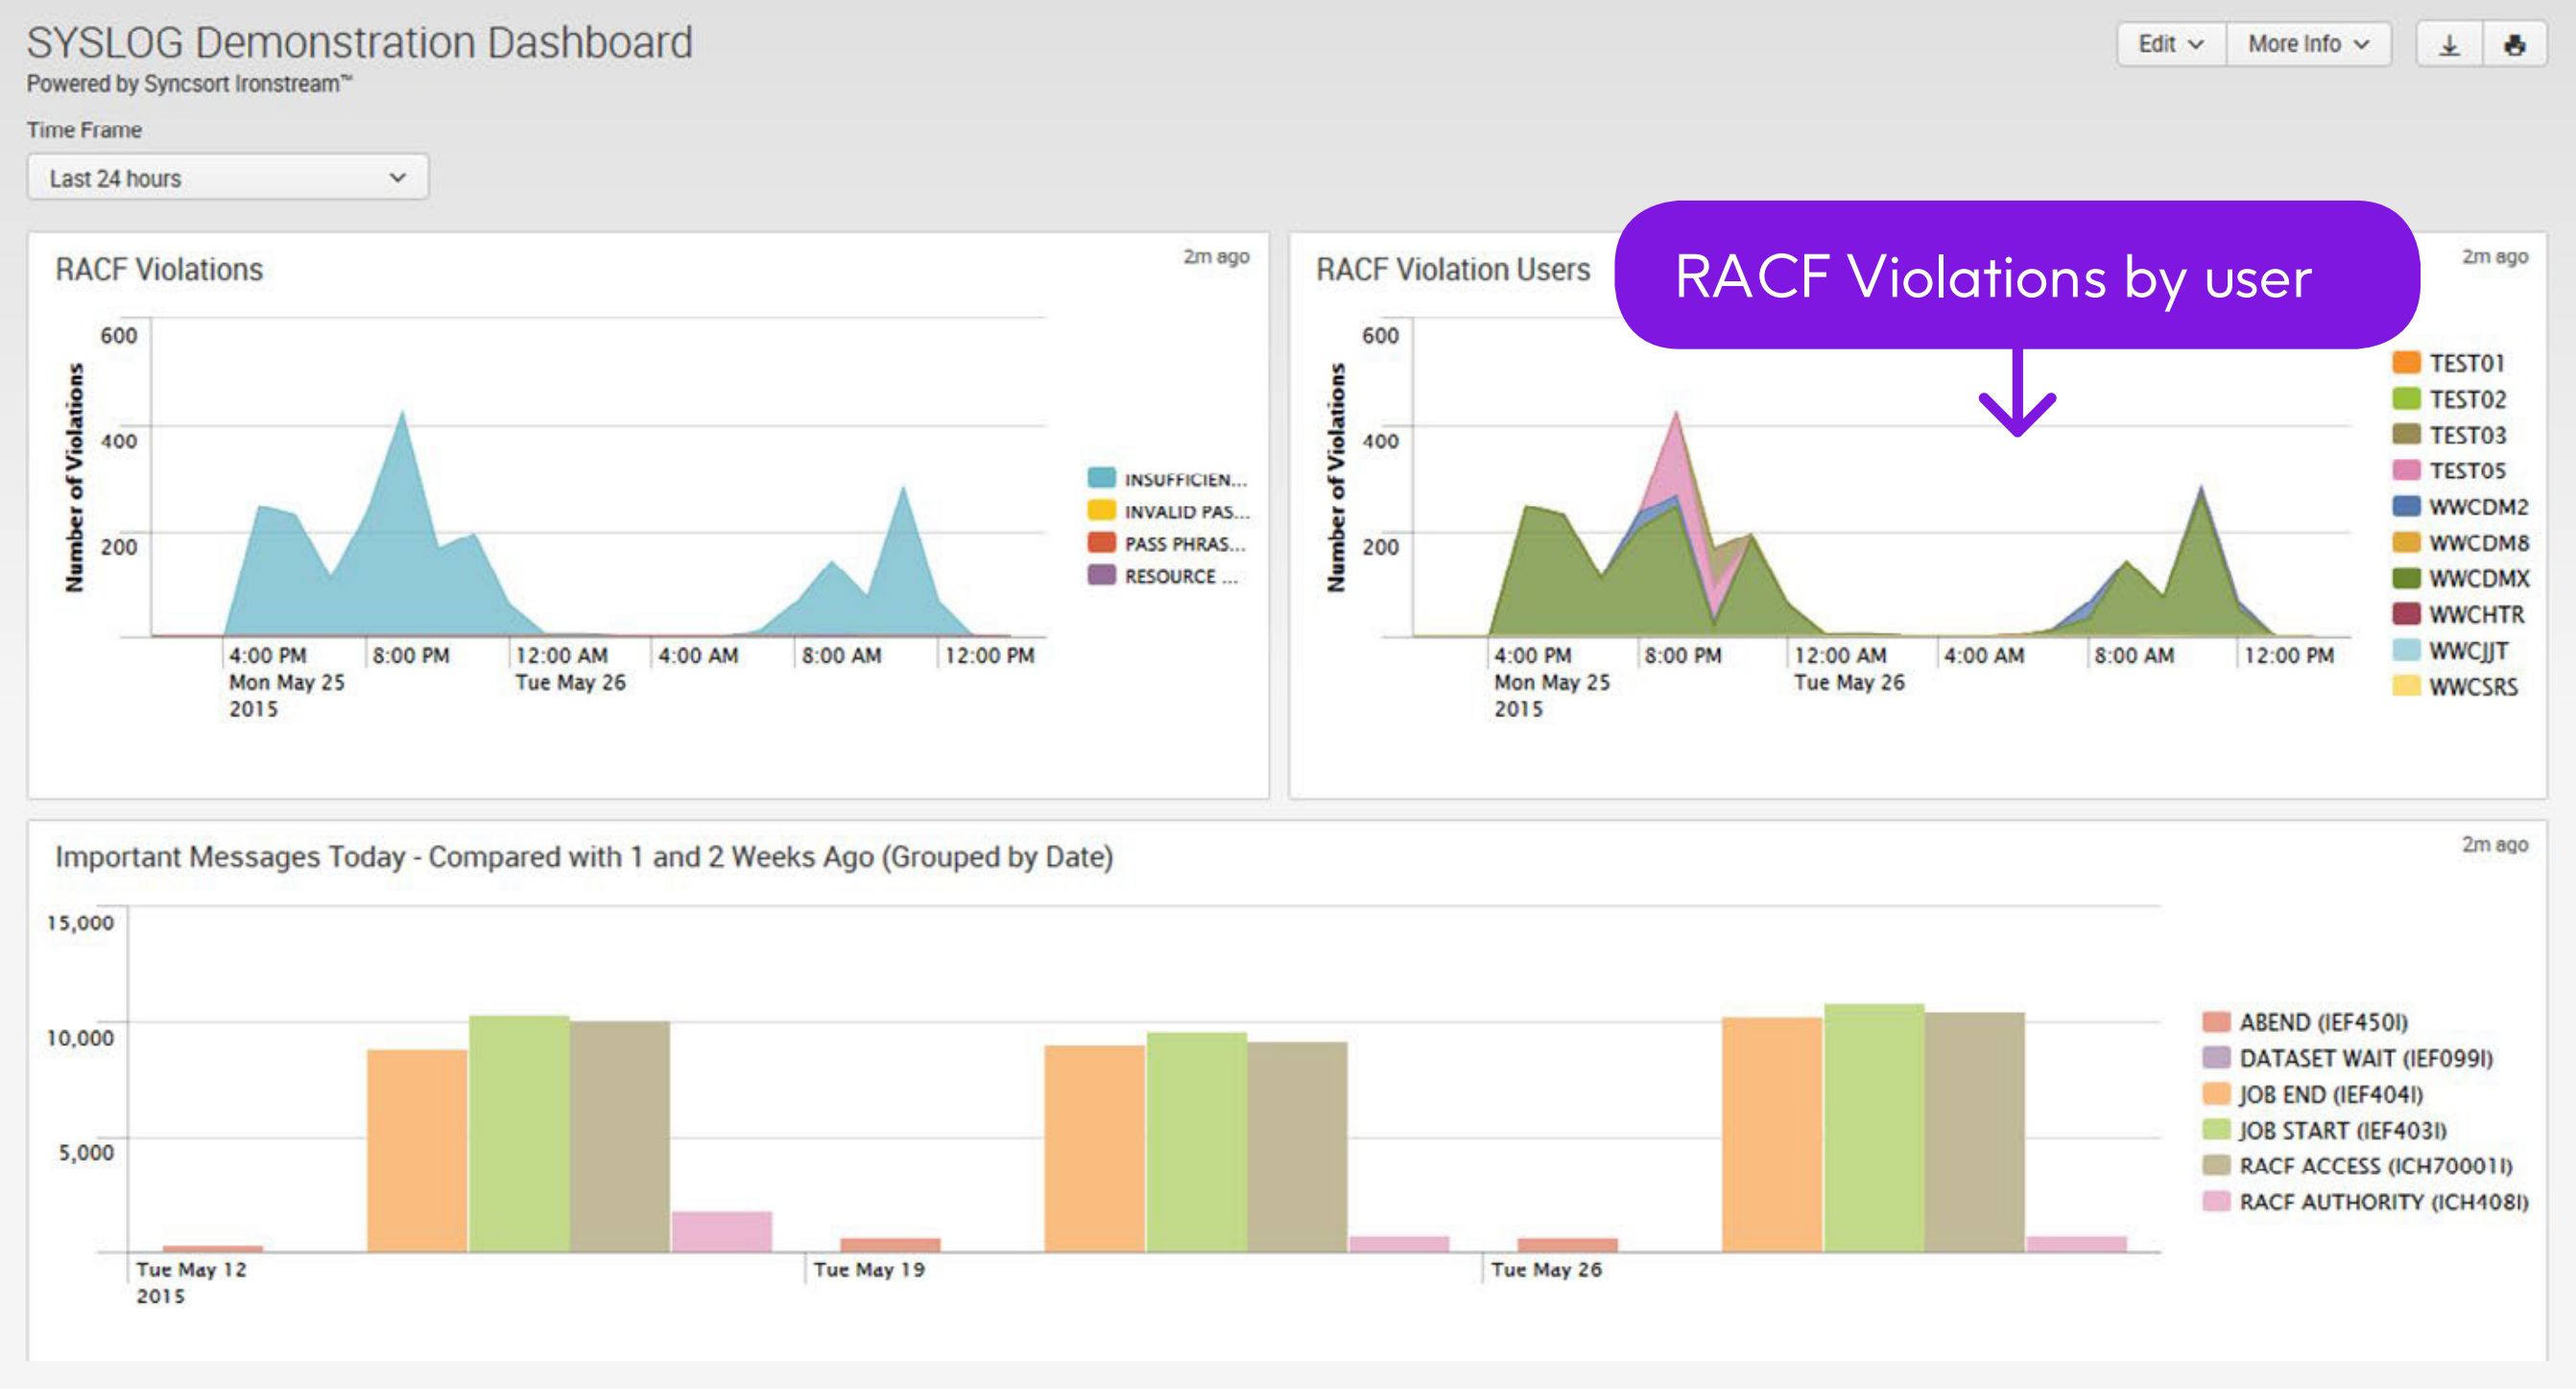 SYSLOG Demonstration Dashboard
Edit
More Info
Powered by Syncsort Ironstream™
Time Frame
Last 24 hours
RACF Violations
2m ago
600
400
200
Number of Violations
4:00 PM
8:00 PM
12:00 AM
4:00 AM
8:00 AM
12:00 PM
Mon May 25
Tue May 26
2015
INSUFFICIEN...
INVALID PAS...
PASS PHRAS...
RESOURCE ...
RACF Violation Users
RACF Violations by user
2m ago
600
400
200
Number of Violations
4:00 PM
8:00 PM
12:00 AM
4:00 AM
8:00 AM
12:00 PM
Mon May 25
Tue May 26
2015
TEST01
TEST02
TEST03
TEST05
WWCDM2
WWCDM8
WWCDMX
WWCHTR
WWCJJT
WWCSRS
Important Messages Today - Compared with 1 and 2 Weeks Ago (Grouped by Date)
2m ago
15,000
10,000
5,000
Tue May 12
2015
Tue May 19
Tue May 26
ABEND (IEF450I)
DATASET WAIT (IEF099I)
JOB END (IEF404I)
JOB START (IEF403I)
RACF ACCESS (ICH70001I)
RACF AUTHORITY (ICH408I)